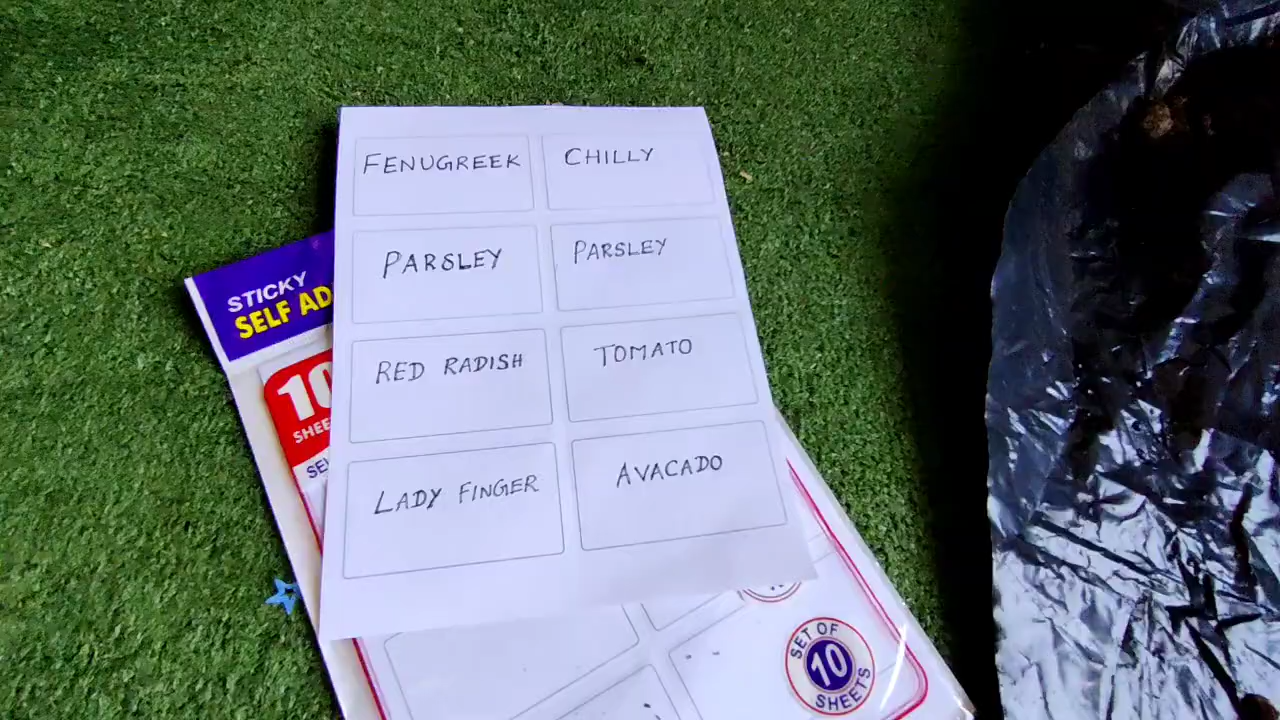 FENUGREEK
CHILLY
PARSLEY
PARSLEY
RED RADISH
TOMATO
LADY FINGER
AVACADO
STICKY
SELF AD
10
SHEE
SE
SET OF
10
SHEETS